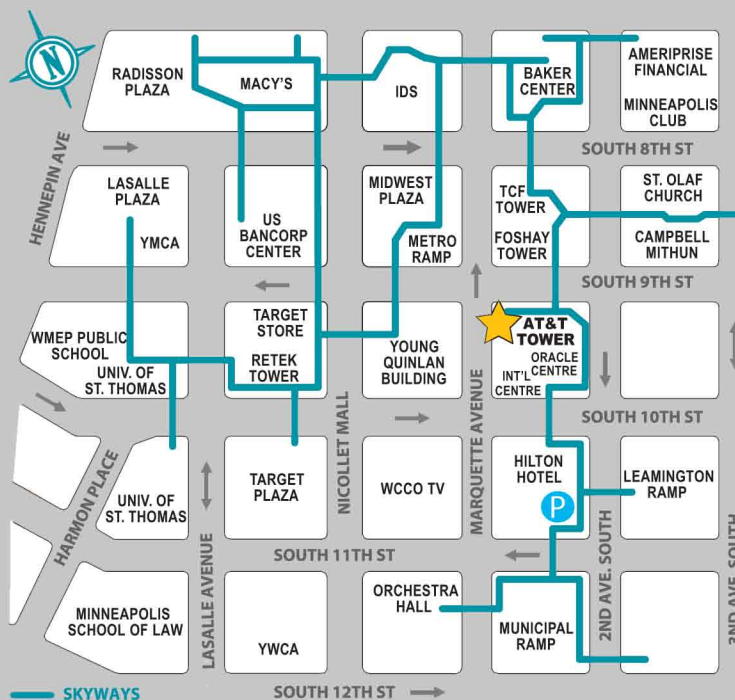 N
RADISSON
PLAZA
MACY'S
IDS
BAKER
CENTER
AMERIPRISE
FINANCIAL
MINNEAPOLIS
CLUB
HENNEPIN AVE
SOUTH 8TH ST
LASALLE
PLAZA
YMCA
US
BANCORP
CENTER
MIDWEST
PLAZA
METRO
RAMP
TCF
TOWER
FOSHAY
TOWER
ST. OLAF
CHURCH
CAMPBELL
MITHUN
SOUTH 9TH ST
WMEP PUBLIC
SCHOOL
UNIV. OF
ST. THOMAS
TARGET
STORE
RETEK
TOWER
YOUNG
QUINLAN
BUILDING
AT&T
TOWER
ORACLE
CENTRE
INT'L
CENTRE
NICOLLET MALL
MARQUETTE AVENUE
SOUTH 10TH ST
HARMON PLACE
UNIV. OF
ST. THOMAS
TARGET
PLAZA
WCCO TV
HILTON
HOTEL
P
LEAMINGTON
RAMP
LASALLE AVENUE
SOUTH 11TH ST
2ND AVE. SOUTH
3ND AVE. SOUTH
MINNEAPOLIS
SCHOOL OF LAW
YWCA
ORCHESTRA
HALL
MUNICIPAL
RAMP
SKYWAYS
SOUTH 12TH ST